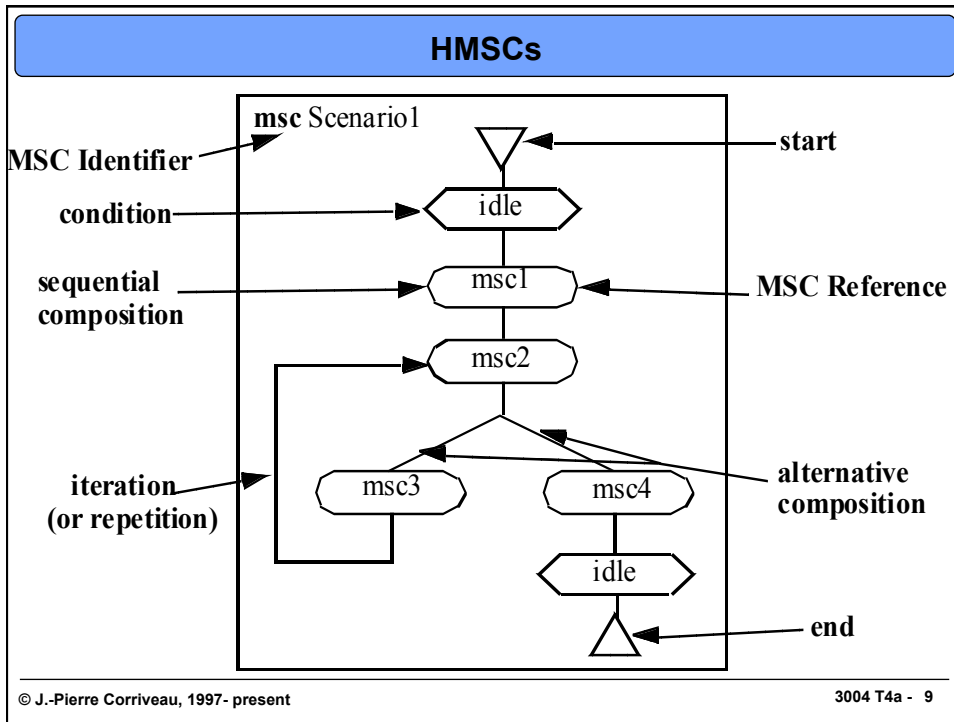 HMSCs
msc Scenario1
MSC Identifier
start
condition
idle
sequential
composition
msc1
MSC Reference
msc2
iteration
(or repetition)
msc3
msc4
alternative
composition
idle
end
© J.-Pierre Corriveau, 1997- present
3004 T4a - 9